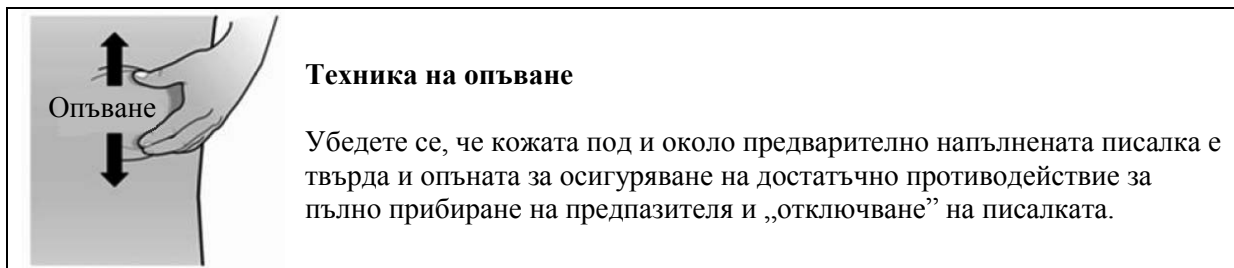 Опъване
Техника на опъване
Убедете се, че кожата под и около предварително напълнената писалка е
твърда и опъната за осигуряване на достатъчно противодействие за
пълно прибиране на предпазителя и „отключване” на писалката.